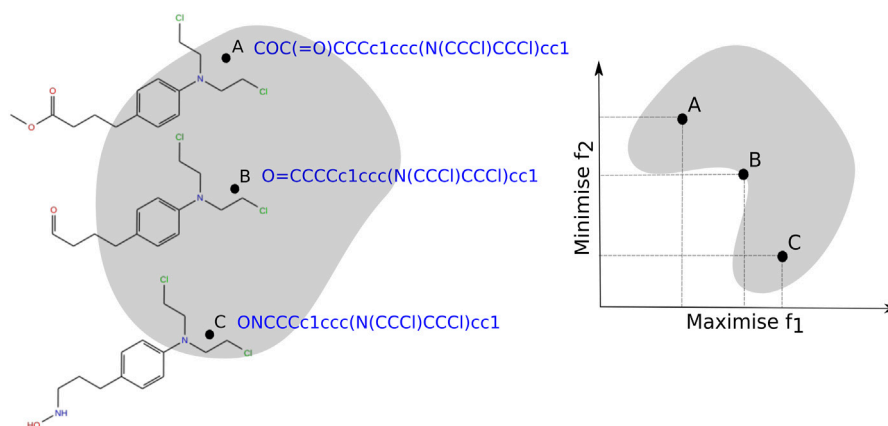 Cl
A COC(=O)CCCc1ccc(N(CCCl)CCCl)cc1
N
Cl
O
O
Cl
B O=CCCCc1ccc(N(CCCl)CCCl)cc1
N
Cl
O
Cl
C ONCCCc1ccc(N(CCCl)CCCl)cc1
N
Cl
NH
HO
A
B
C
Minimise f2
Maximise f1